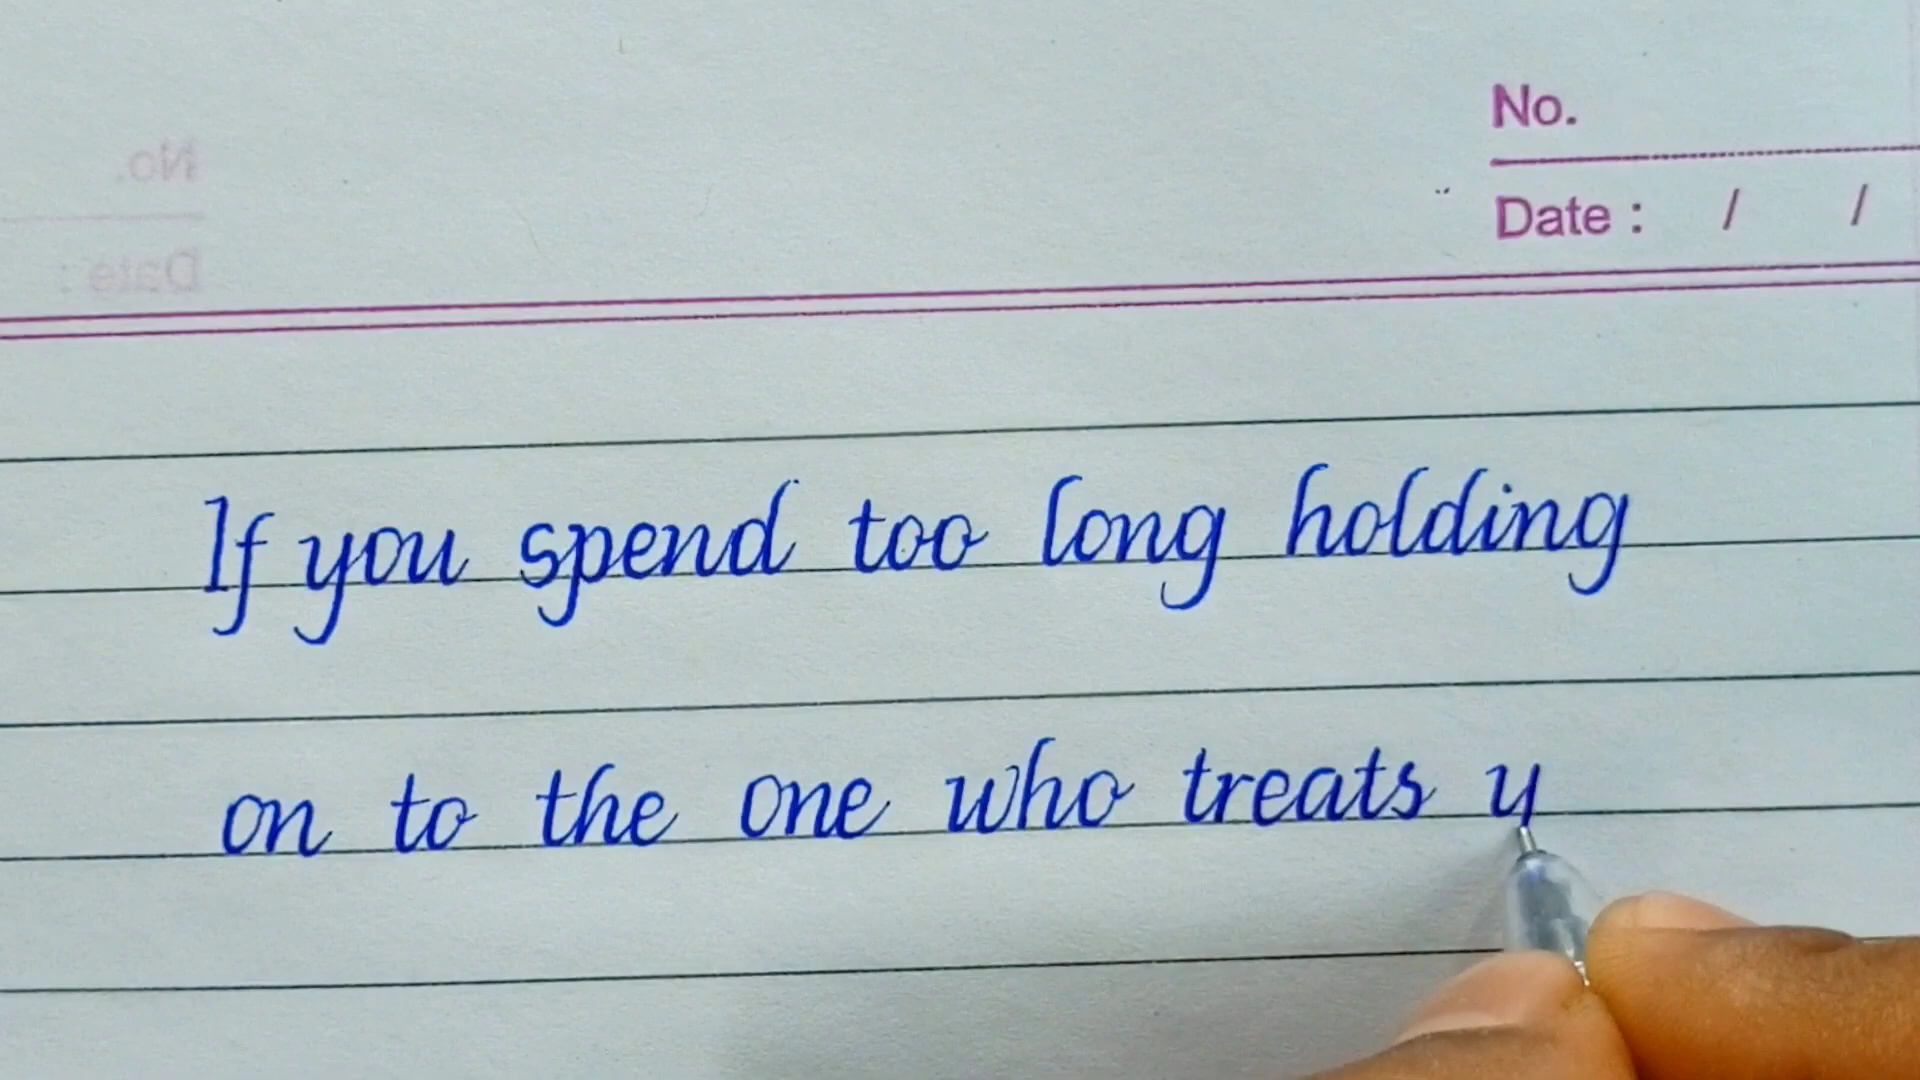 No.
Date : / /
If you spend too long holding
on to the one who treats y